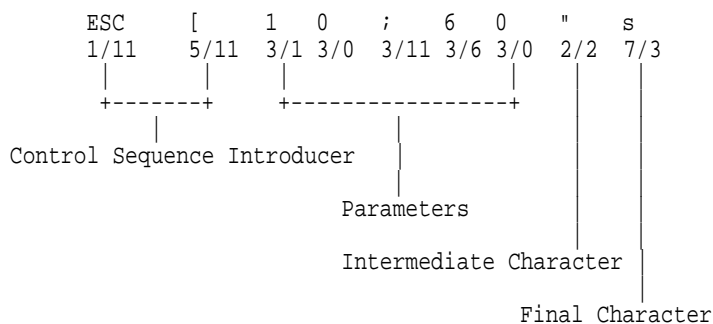 ESC [ 1 0 ; 6 0 " s
1/11 5/11 3/1 3/0 3/11 3/6 3/0 2/2 7/3
Control Sequence Introducer
Parameters
Intermediate Character
Final Character